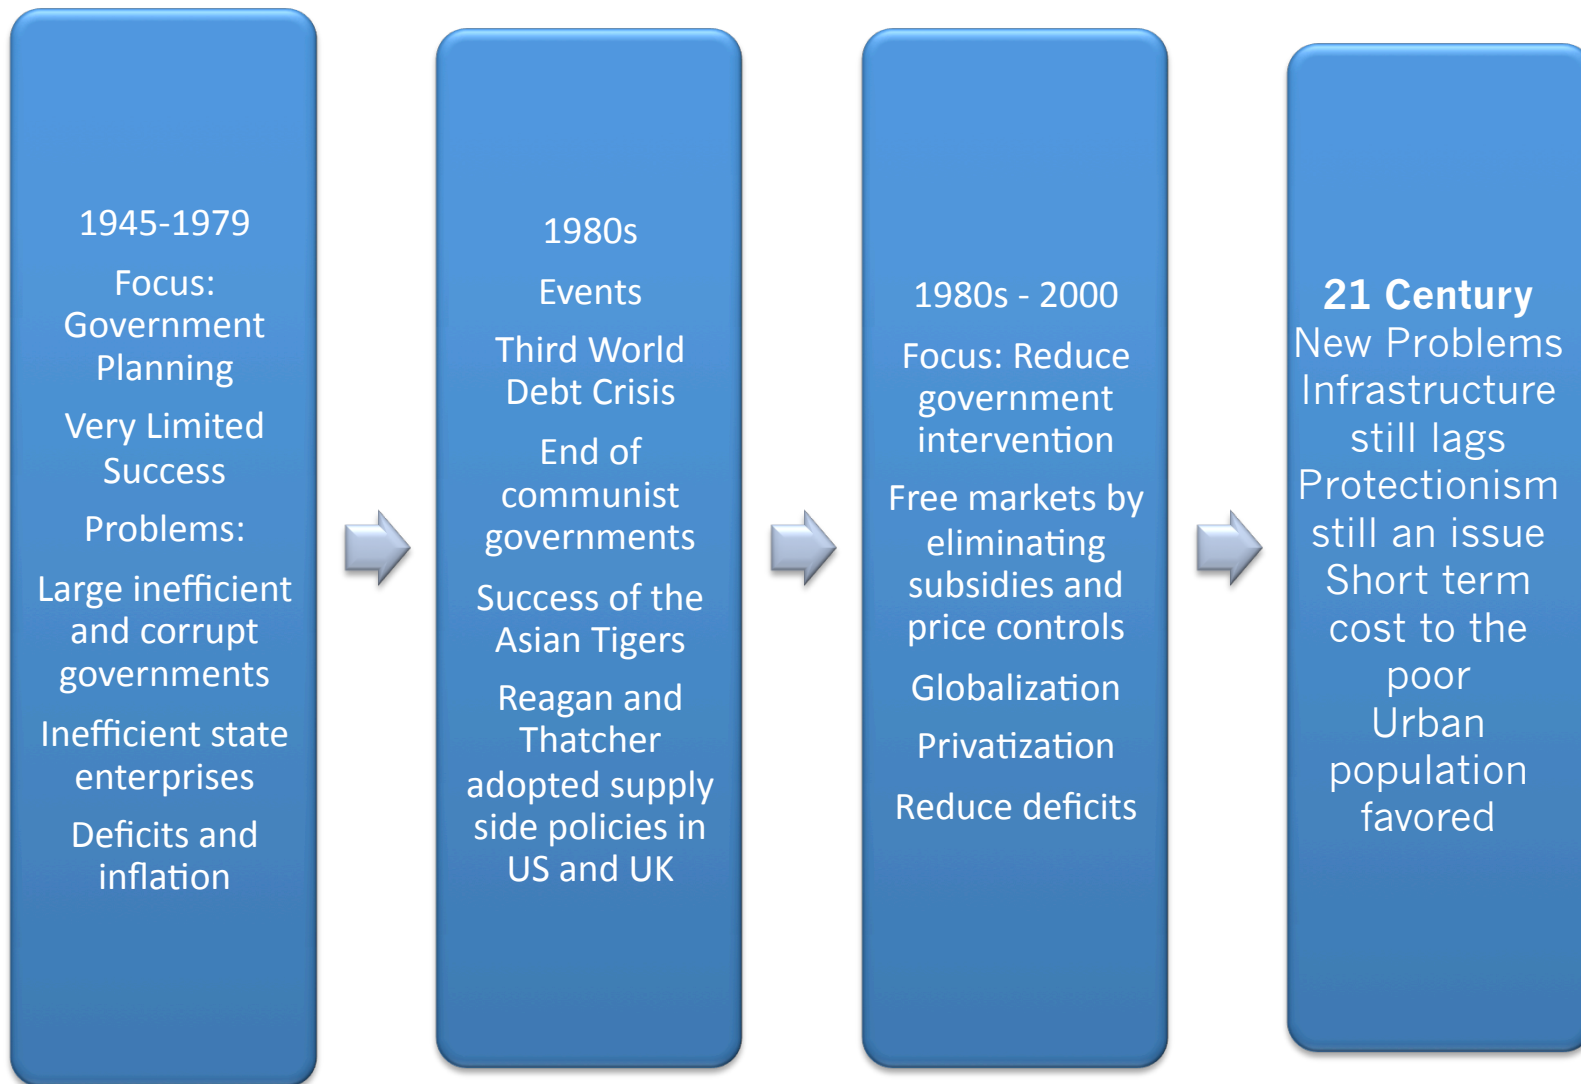 1945-1979
Focus:
Government
Planning
Very Limited
Success
Problems:
Large inefficient
and corrupt
governments
Inefficient state
enterprises
Deficits and
inflation
1980s
Events
Third World
Debt Crisis
End of
communist
governments
Success of the
Asian Tigers
Reagan and
Thatcher
adopted supply
side policies in
US and UK
1980s - 2000
Focus: Reduce
government
intervention
Free markets by
eliminating
subsidies and
price controls
Globalization
Privatization
Reduce deficits
21 Century
New Problems
Infrastructure
still lags
Protectionism
still an issue
Short term
cost to the
poor
Urban
population
favored